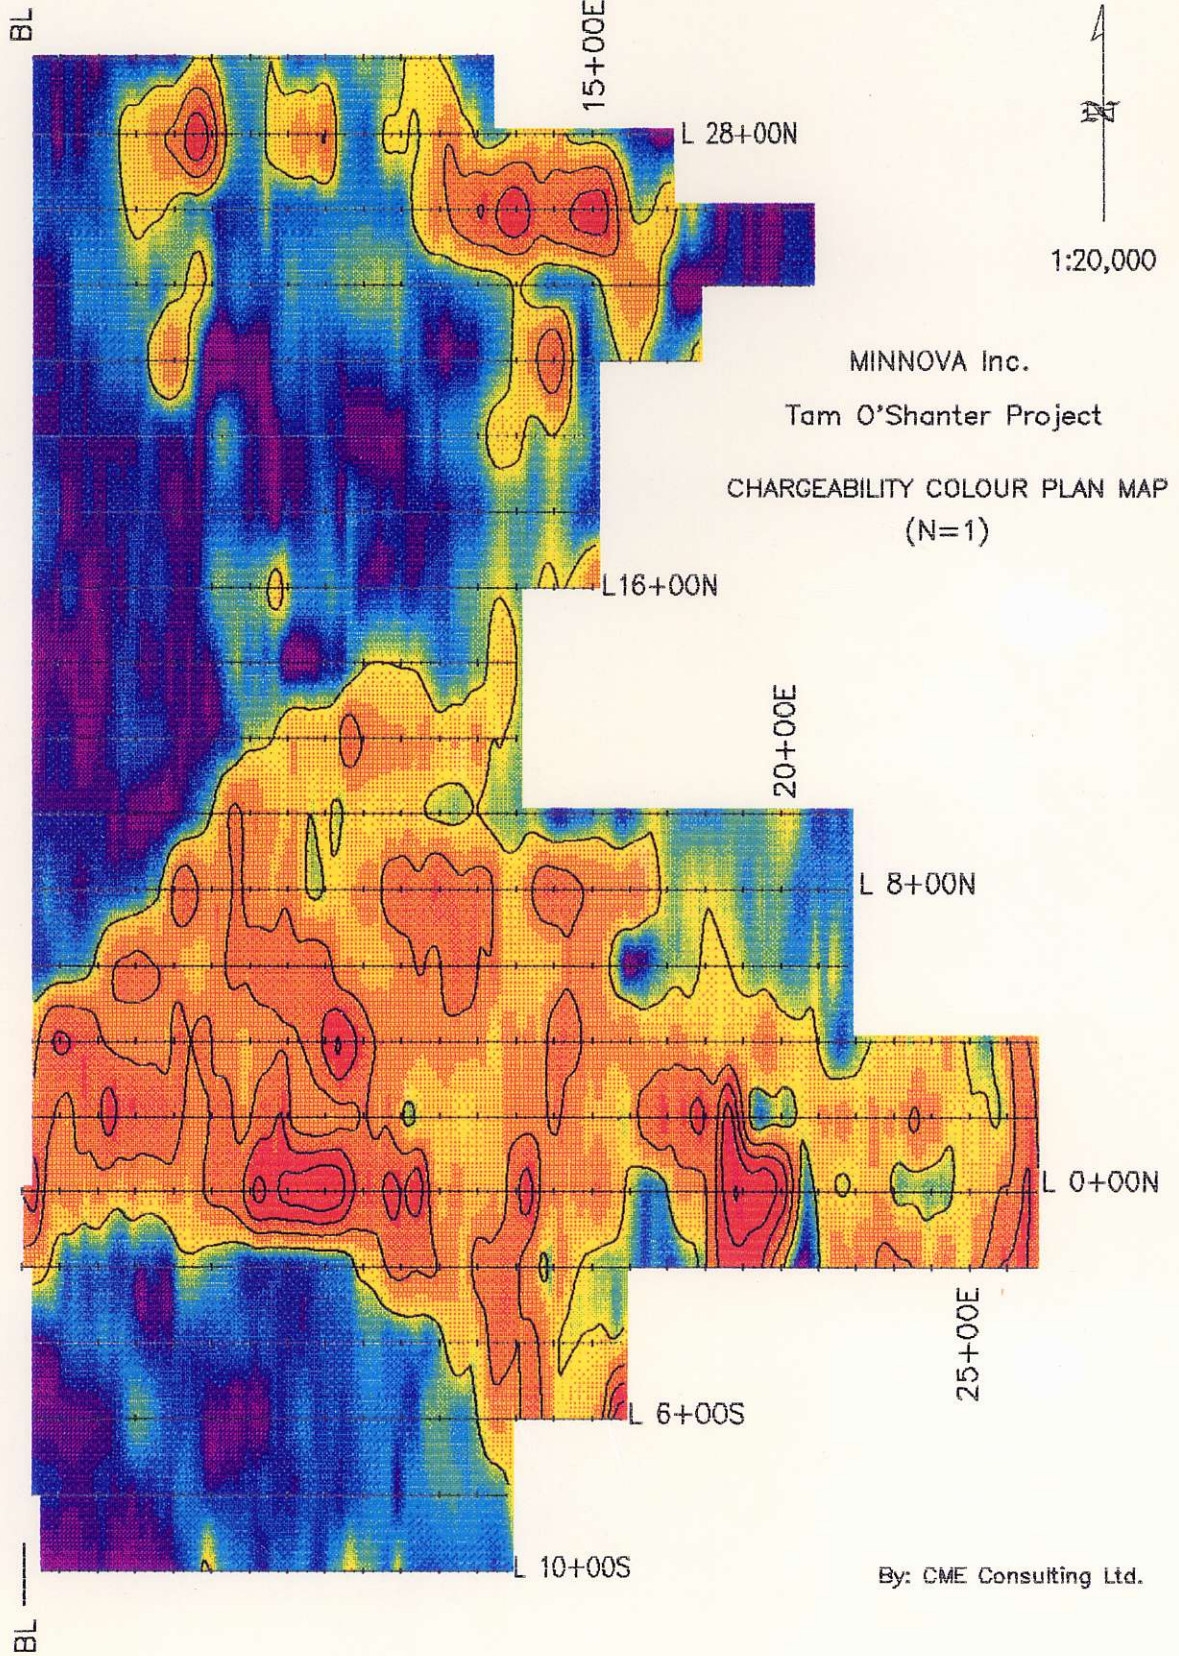 BL
15+00E
N
L 28+00N
1:20,000
MINNOVA Inc.
Tam O'Shanter Project
CHARGEABILITY COLOUR PLAN MAP
(N=1)
L16+00N
20+00E
L 8+00N
L 0+00N
25+00E
L 6+00S
L 10+00S
By: CME Consulting Ltd.
BL